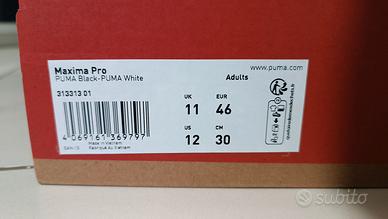 Maxima Pro
PUMA Black-PUMA White
Adults
www.puma.com
313313 01
UK
11
EUR
46
US
12
CM
30
4 069161 369797
Made in Vietnam
Fabriqué au Vietnam
subito